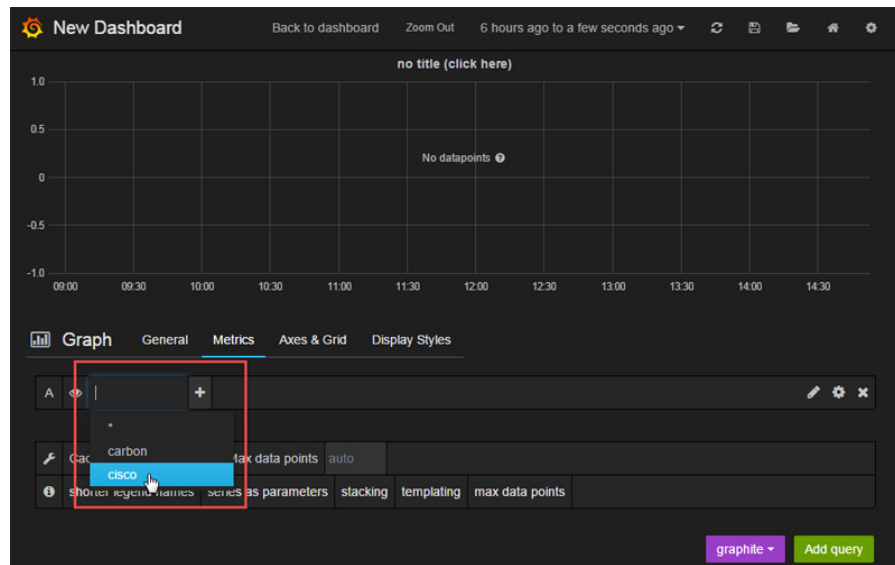 New Dashboard Back to dashboard Zoom Out 6 hours ago to a few seconds ago
no title (click here)
1.0
0.5
No datapoints
0
-0.5
-1.0
09:00 09:30 10:00 10:30 11:00 11:30 12:00 12:30 13:00 13:30 14:00 14:30
Graph General Metrics Axes & Grid Display Styles
A
*
carbon
Max data points auto
cisco
shorter legend names series as parameters stacking templating max data points
graphite Add query